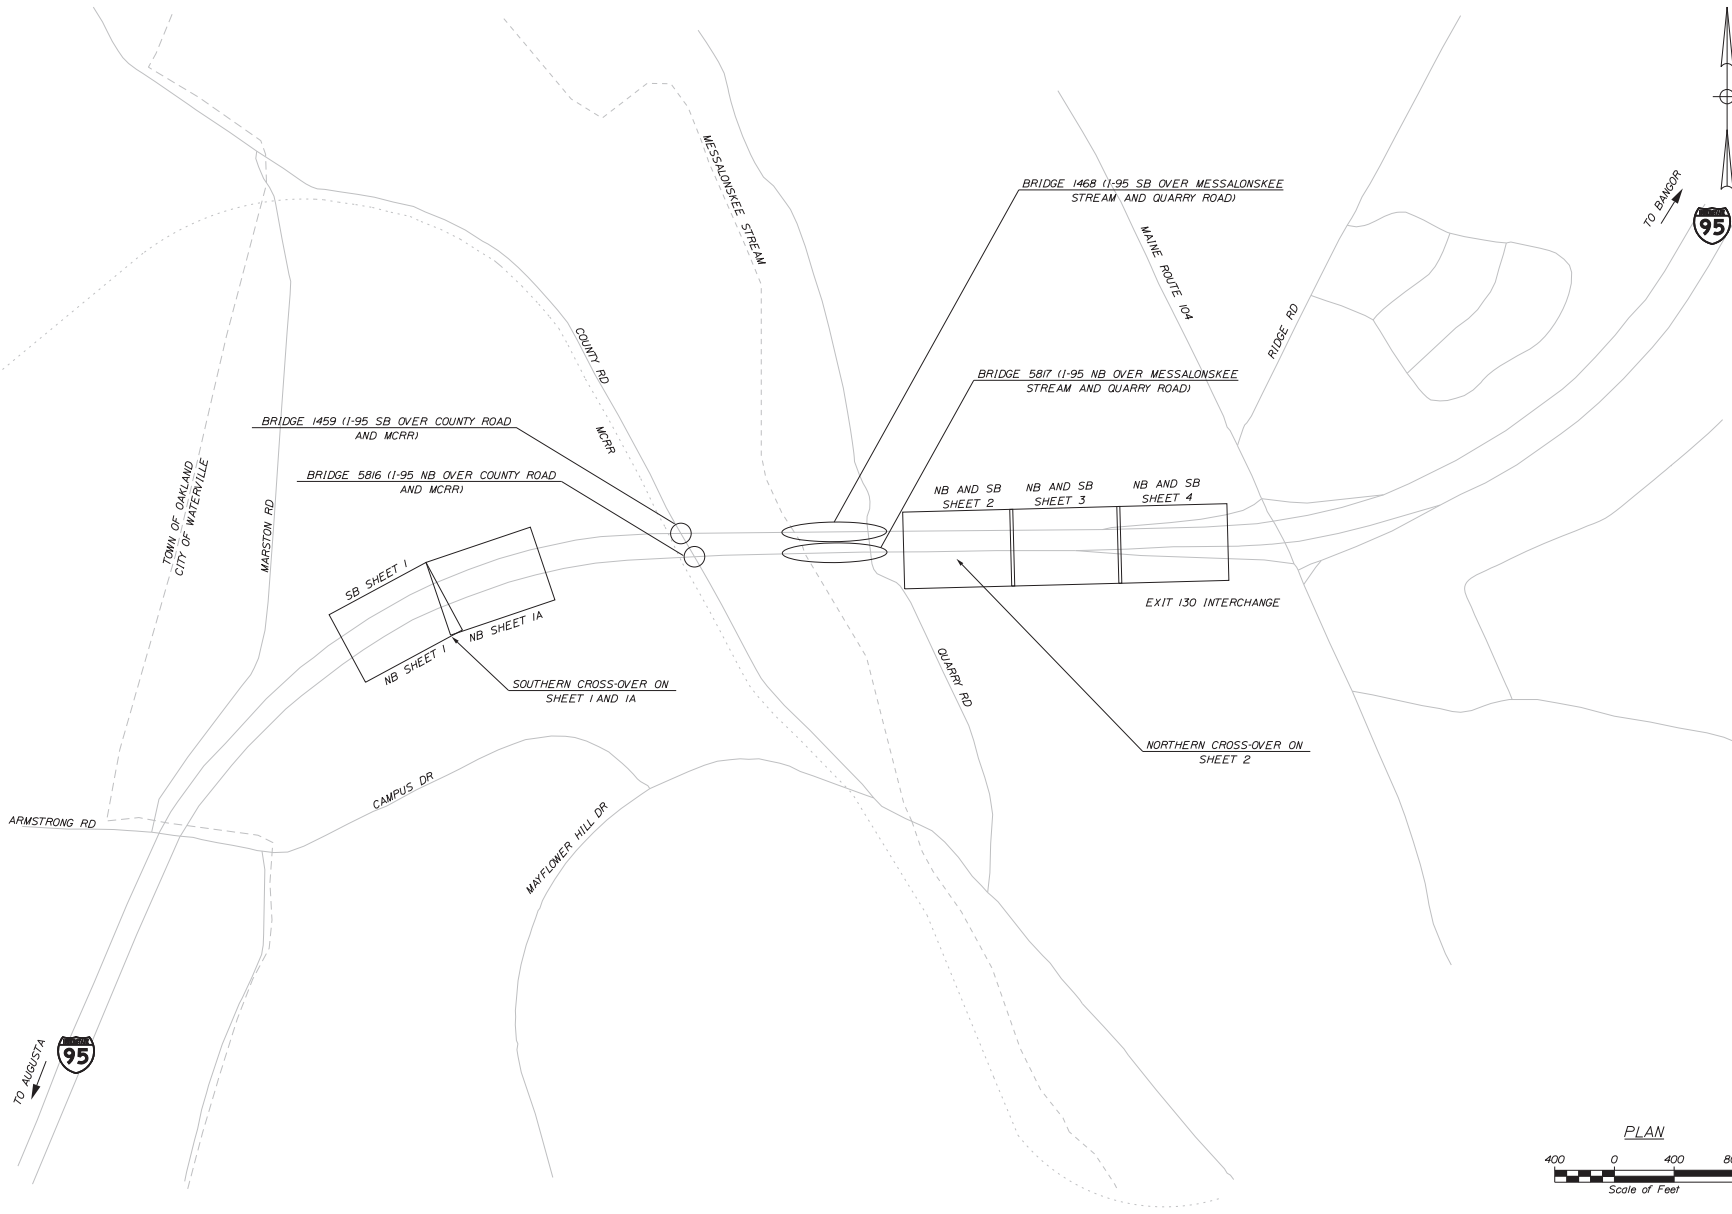 BRIDGE 1468 (I-95 SB OVER MESSALONSKEE
STREAM AND QUARRY ROAD)
MESSALONSKEE STREAM
MAINE ROUTE 104
TO BANGOR
95
RIDGE RD
COUNTY RD
MCRR
BRIDGE 5817 (I-95 NB OVER MESSALONSKEE
STREAM AND QUARRY ROAD)
BRIDGE 1459 (I-95 SB OVER COUNTY ROAD
AND MCRR)
BRIDGE 5816 (I-95 NB OVER COUNTY ROAD
AND MCRR)
TOWN OF OAKLAND
CITY OF WATERVILLE
MARSTON RD
NB AND SB
SHEET 2
NB AND SB
SHEET 3
NB AND SB
SHEET 4
SB SHEET 1
NB SHEET 1
NB SHEET 1A
EXIT 130 INTERCHANGE
SOUTHERN CROSS-OVER ON
SHEET 1 AND 1A
QUARRY RD
NORTHERN CROSS-OVER ON
SHEET 2
CAMPUS DR
ARMSTRONG RD
MAYFLOWER HILL DR
TO AUGUSTA
95
PLAN
400 0 400
Scale of Feet